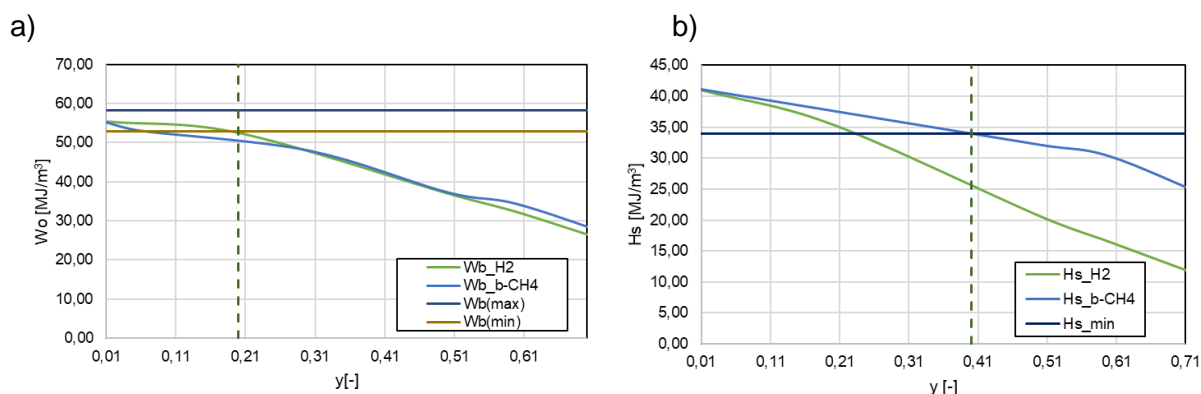 a)
70,00
60,00
50,00
40,00
30,00
20,00
10,00
0,00
Wo [MJ/m³]
0,01 0,11 0,21 0,31 0,41 0,51 0,61
y[-]
Wb_H2
Wb_b-CH4
Wb(max)
Wb(min)
b)
45,00
40,00
35,00
30,00
25,00
20,00
15,00
10,00
5,00
0,00
Hs [MJ/m³]
0,01 0,11 0,21 0,31 0,41 0,51 0,61 0,71
y [-]
Hs_H2
Hs_b-CH4
Hs_min